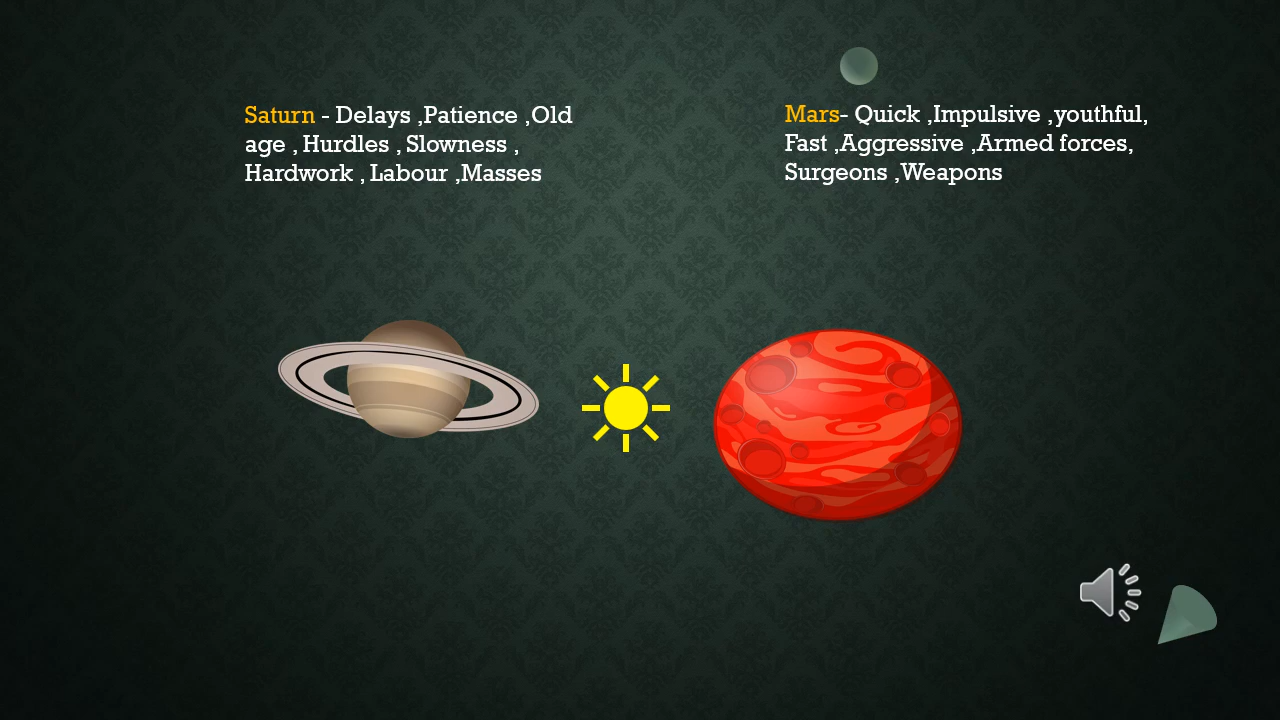 Saturn - Delays ,Patience ,Old
age , Hurdles , Slowness ,
Hardwork , Labour ,Masses
Mars- Quick ,Impulsive ,youthful,
Fast ,Aggressive ,Armed forces,
Surgeons ,Weapons